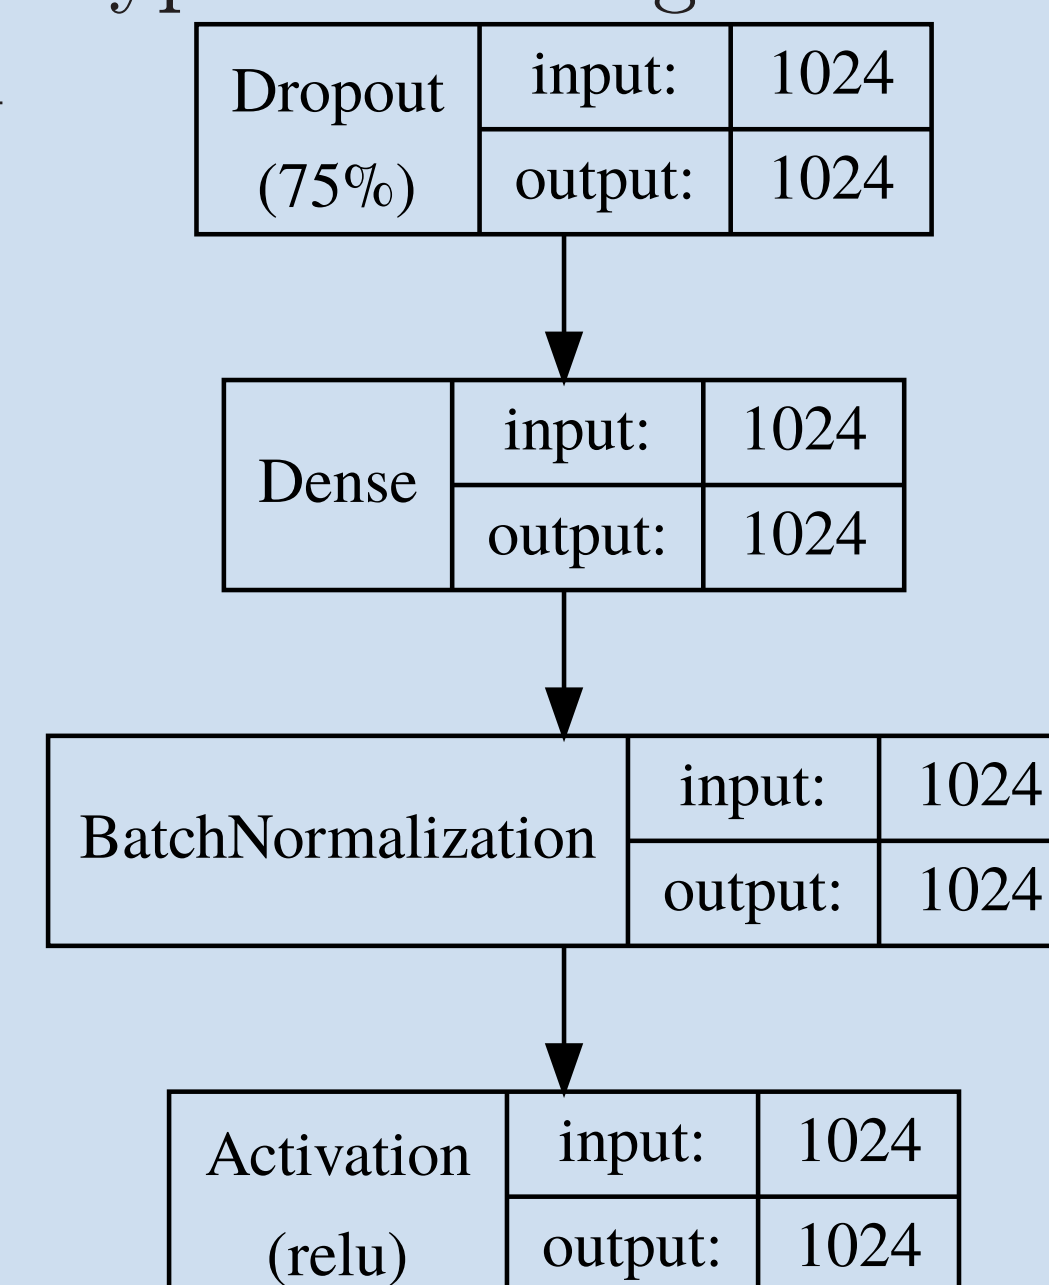 Dropout
(75%)
input: 1024
output: 1024
Dense
input: 1024
output: 1024
BatchNormalization
input: 1024
output: 1024
Activation
(relu)
input: 1024
output: 1024